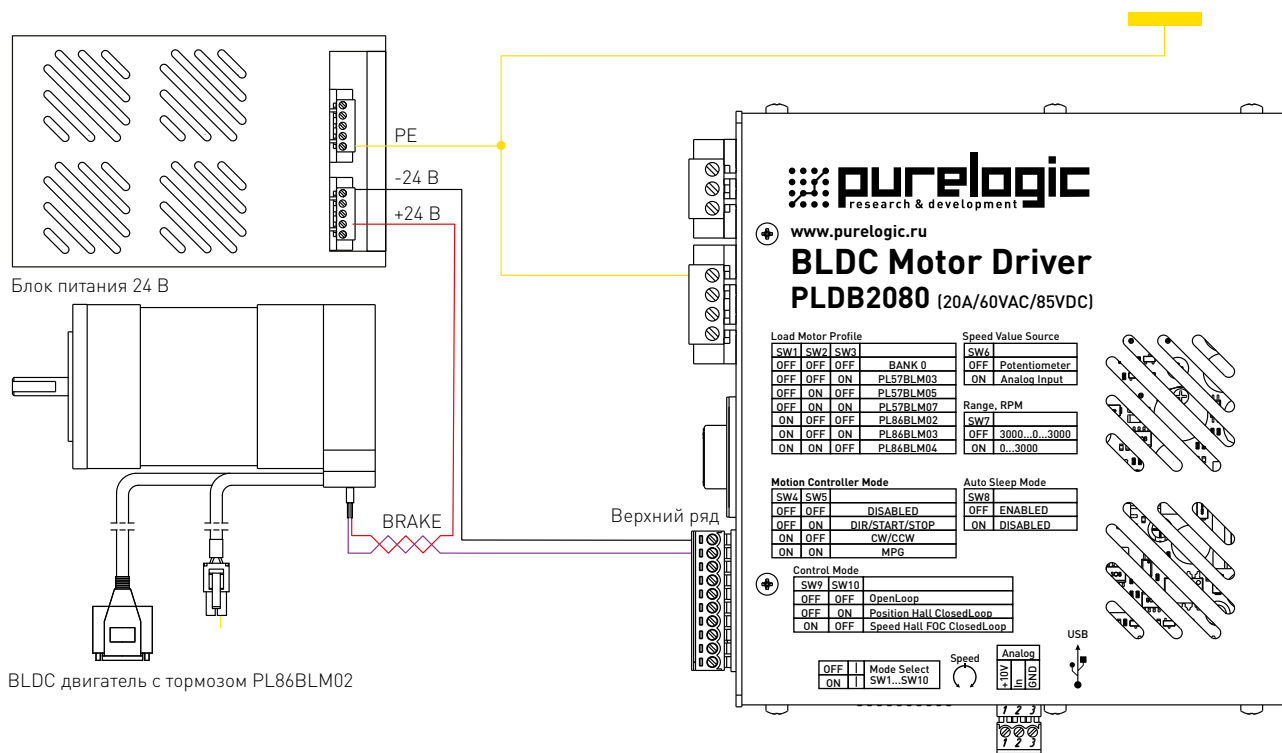 PE
-24 В
+24 В
Блок питания 24 В
BRAKE
BLDC двигатель с тормозом PL86BLM02
Верхний ряд
purelogic
research & development
www.purelogic.ru
BLDC Motor Driver
PLDB2080 (20A/60VAC/85VDC)
Load Motor Profile
SW1 SW2 SW3
OFF OFF OFF BANK 0
OFF OFF ON PL57BLM03
OFF ON OFF PL57BLM05
OFF ON ON PL57BLM07
ON OFF OFF PL86BLM02
ON OFF ON PL86BLM03
ON ON OFF PL86BLM04
Speed Value Source
SW6
OFF Potentiometer
ON Analog Input
Range, RPM
SW7
OFF 3000...0...3000
ON 0...3000
Motion Controller Mode
SW4 SW5
OFF OFF DISABLED
OFF ON DIR/START/STOP
ON OFF CW/CCW
ON ON MPG
Auto Sleep Mode
SW8
OFF ENABLED
ON DISABLED
Control Mode
SW9 SW10
OFF OFF OpenLoop
OFF ON Position Hall ClosedLoop
ON OFF Speed Hall FOC ClosedLoop
OFF | Mode Select
ON | SW1...SW10
Speed
Analog
+10V
In
GND
USB
1 2 3
1 2 3